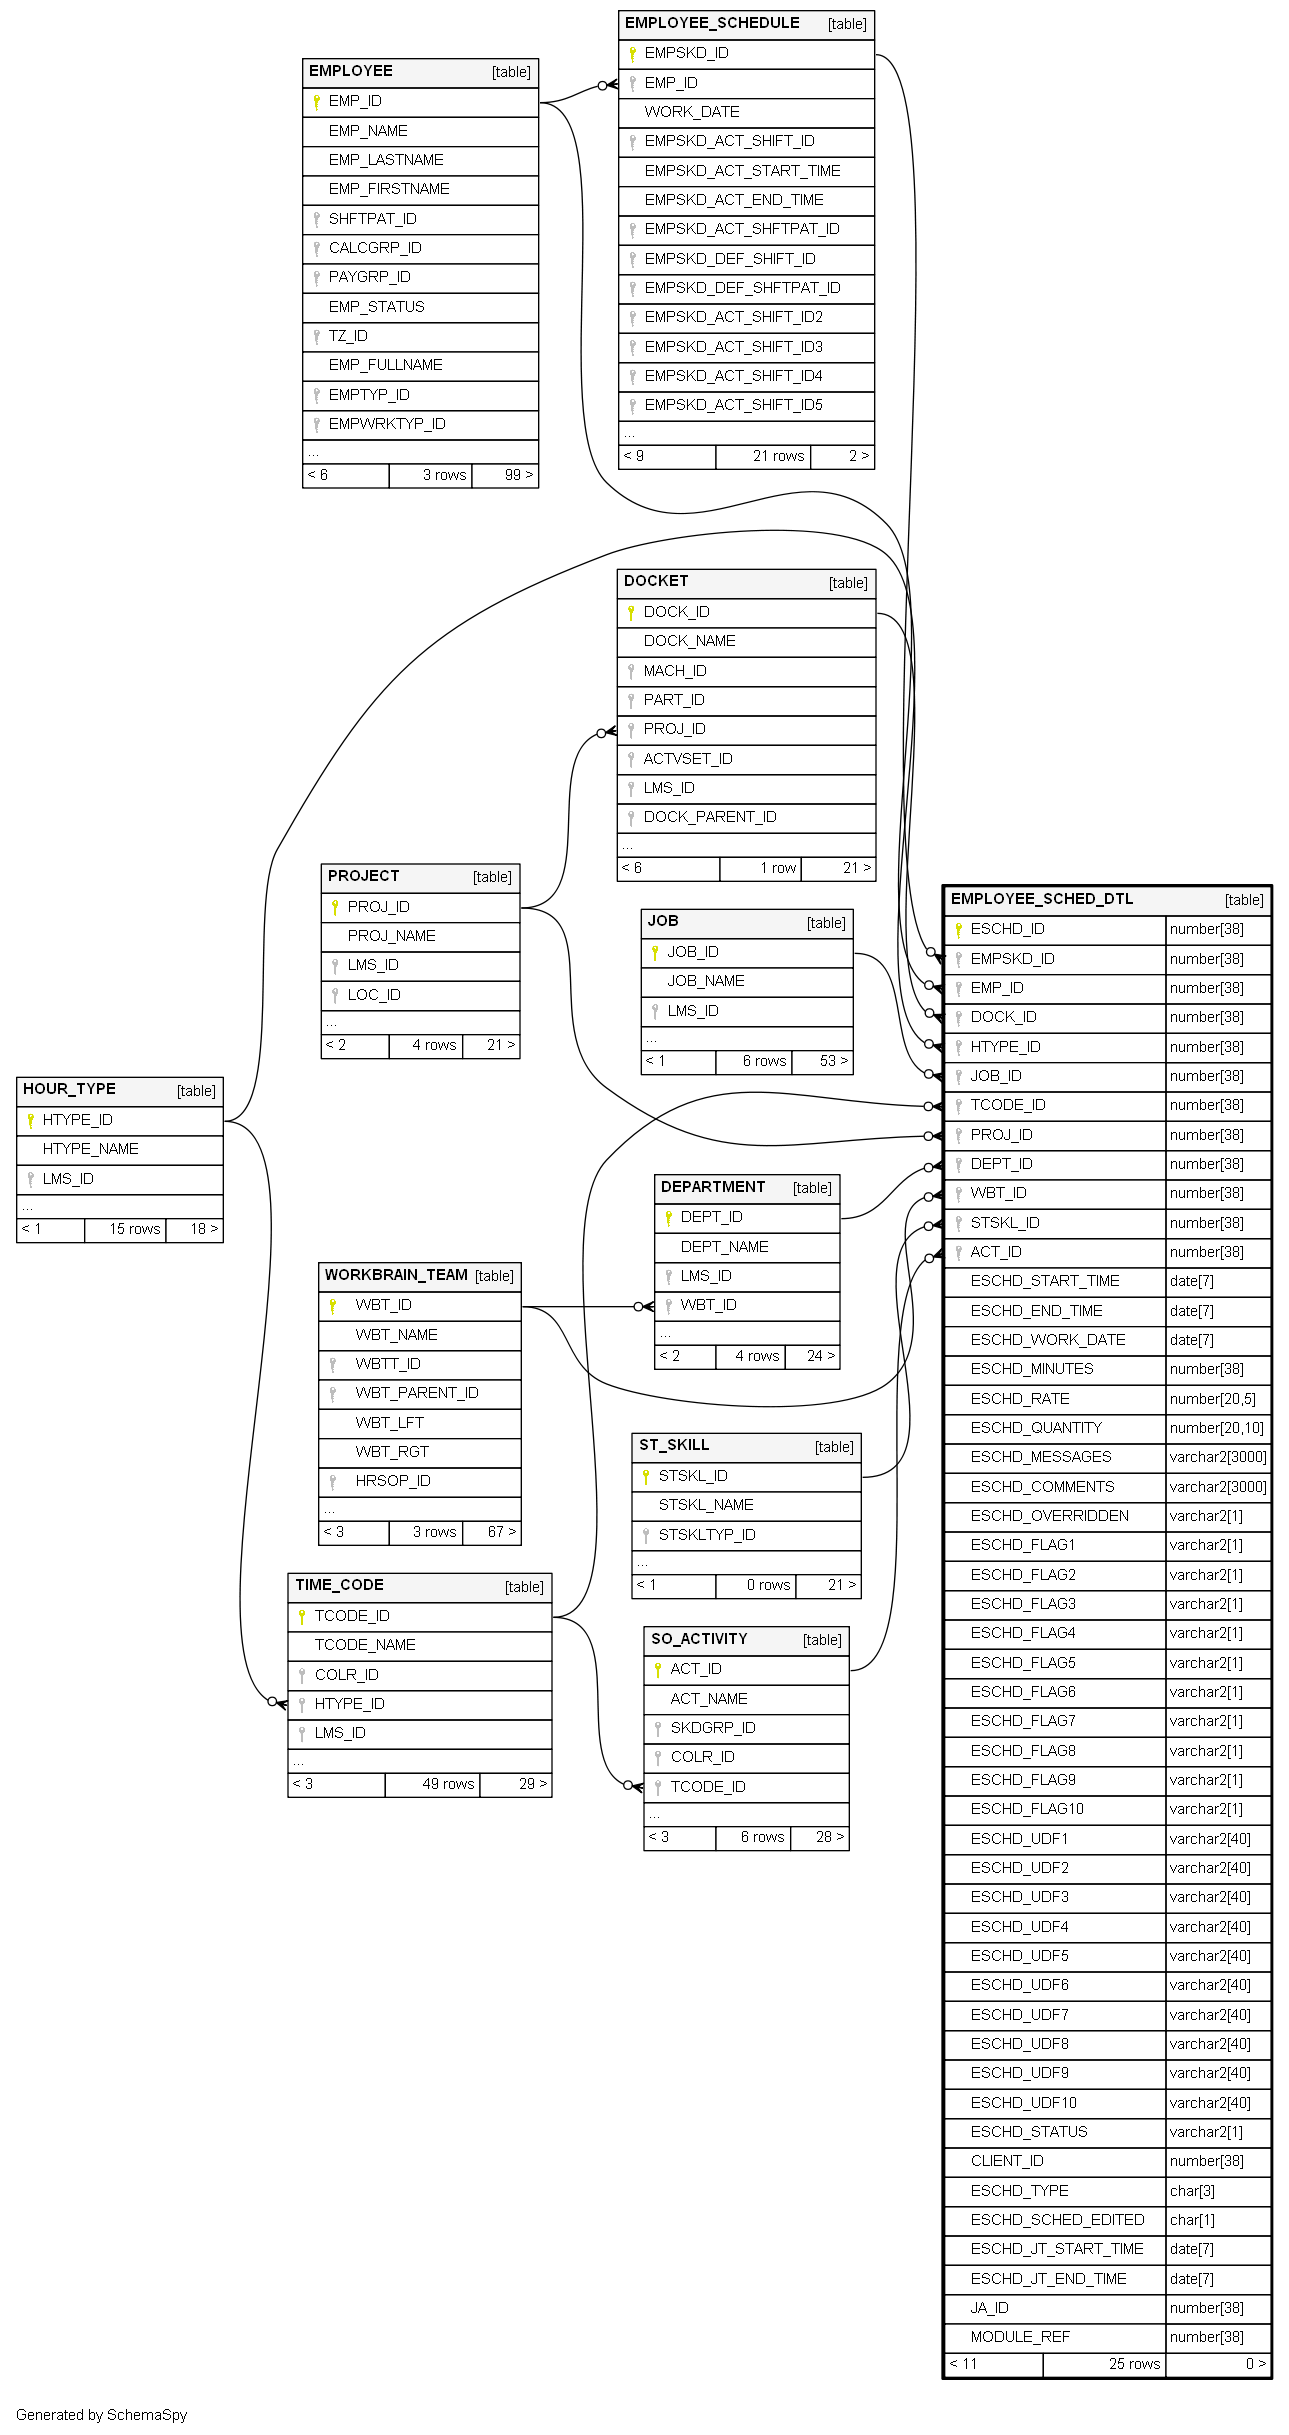 EMPLOYEE_SCHEDULE [table]
EMPSKD_ID
EMP_ID
WORK_DATE
EMPSKD_ACT_SHIFT_ID
EMPSKD_ACT_START_TIME
EMPSKD_ACT_END_TIME
EMPSKD_ACT_SHFTPAT_ID
EMPSKD_DEF_SHIFT_ID
EMPSKD_DEF_SHFTPAT_ID
EMPSKD_ACT_SHIFT_ID2
EMPSKD_ACT_SHIFT_ID3
EMPSKD_ACT_SHIFT_ID4
EMPSKD_ACT_SHIFT_ID5
...
< 9 21 rows 2 >
EMPLOYEE [table]
EMP_ID
EMP_NAME
EMP_LASTNAME
EMP_FIRSTNAME
SHFTPAT_ID
CALCGRP_ID
PAYGRP_ID
EMP_STATUS
TZ_ID
EMP_FULLNAME
EMPTYP_ID
EMPWRKTYP_ID
...
< 6 3 rows 99 >
DOCKET [table]
DOCK_ID
DOCK_NAME
MACH_ID
PART_ID
PROJ_ID
ACTVSET_ID
LMS_ID
DOCK_PARENT_ID
...
< 6 1 row 21 >
PROJECT [table]
PROJ_ID
PROJ_NAME
LMS_ID
LOC_ID
...
< 2 4 rows 21 >
JOB [table]
JOB_ID
JOB_NAME
LMS_ID
...
< 1 6 rows 53 >
HOUR_TYPE [table]
HTYPE_ID
HTYPE_NAME
LMS_ID
...
< 1 15 rows 18 >
DEPARTMENT [table]
DEPT_ID
DEPT_NAME
LMS_ID
WBT_ID
...
< 2 4 rows 24 >
WORKBRAIN_TEAM [table]
WBT_ID
WBT_NAME
WBTT_ID
WBT_PARENT_ID
WBT_LFT
WBT_RGT
HRSOP_ID
...
< 3 3 rows 67 >
ST_SKILL [table]
STSKL_ID
STSKL_NAME
STSKLTYP_ID
...
< 1 0 rows 21 >
TIME_CODE [table]
TCODE_ID
TCODE_NAME
COLR_ID
HTYPE_ID
LMS_ID
...
< 3 49 rows 29 >
SO_ACTIVITY [table]
ACT_ID
ACT_NAME
SKDGRP_ID
COLR_ID
TCODE_ID
...
< 3 6 rows 28 >
EMPLOYEE_SCHED_DTL [table]
ESCHD_ID number[38]
EMPSKD_ID number[38]
EMP_ID number[38]
DOCK_ID number[38]
HTYPE_ID number[38]
JOB_ID number[38]
TCODE_ID number[38]
PROJ_ID number[38]
DEPT_ID number[38]
WBT_ID number[38]
STSKL_ID number[38]
ACT_ID number[38]
ESCHD_START_TIME date[7]
ESCHD_END_TIME date[7]
ESCHD_WORK_DATE date[7]
ESCHD_MINUTES number[38]
ESCHD_RATE number[20,5]
ESCHD_QUANTITY number[20,10]
ESCHD_MESSAGES varchar2[3000]
ESCHD_COMMENTS varchar2[3000]
ESCHD_OVERRIDDEN varchar2[1]
ESCHD_FLAG1 varchar2[1]
ESCHD_FLAG2 varchar2[1]
ESCHD_FLAG3 varchar2[1]
ESCHD_FLAG4 varchar2[1]
ESCHD_FLAG5 varchar2[1]
ESCHD_FLAG6 varchar2[1]
ESCHD_FLAG7 varchar2[1]
ESCHD_FLAG8 varchar2[1]
ESCHD_FLAG9 varchar2[1]
ESCHD_FLAG10 varchar2[1]
ESCHD_UDF1 varchar2[40]
ESCHD_UDF2 varchar2[40]
ESCHD_UDF3 varchar2[40]
ESCHD_UDF4 varchar2[40]
ESCHD_UDF5 varchar2[40]
ESCHD_UDF6 varchar2[40]
ESCHD_UDF7 varchar2[40]
ESCHD_UDF8 varchar2[40]
ESCHD_UDF9 varchar2[40]
ESCHD_UDF10 varchar2[40]
ESCHD_STATUS varchar2[1]
CLIENT_ID number[38]
ESCHD_TYPE char[3]
ESCHD_SCHED_EDITED char[1]
ESCHD_JT_START_TIME date[7]
ESCHD_JT_END_TIME date[7]
JA_ID number[38]
MODULE_REF number[38]
< 11 25 rows 0 >
Generated by SchemaSpy